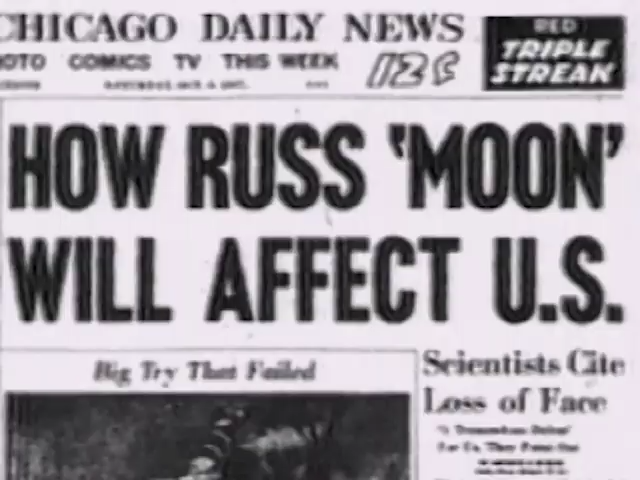 CHICAGO DAILY NEWS
OTO COMICS TV THIS WEEK 12¢
RED
TRIPLE
STREAK
HOW RUSS 'MOON'
WILL AFFECT U.S.
Big Try That Failed
Scientists Cite
Loss of Face